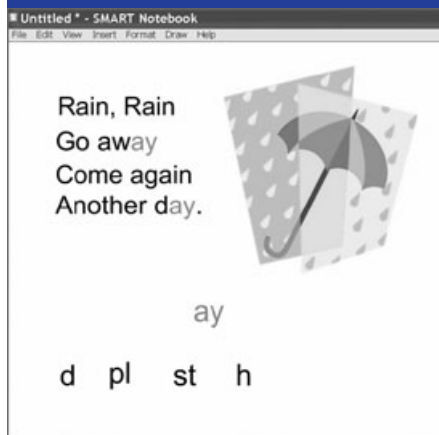 Untitled * - SMART Notebook
File Edit View Insert Format Draw Help
Rain, Rain
Go away
Come again
Another day.
ay
d pl st h